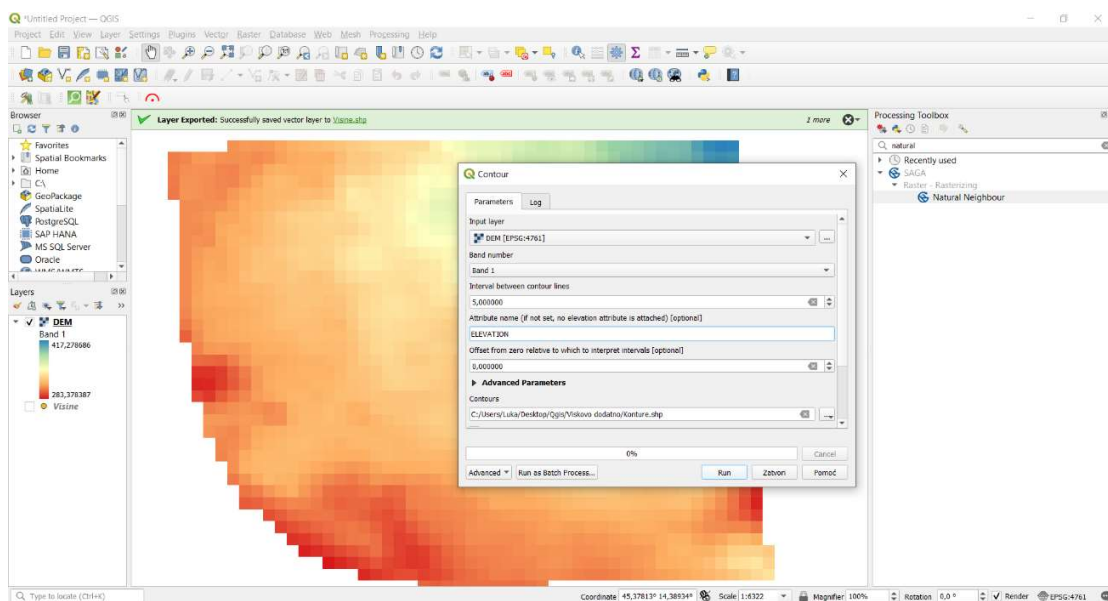 *Untitled Project — QGIS
Project Edit View Layer Settings Plugins Vector Raster Database Web Mesh Processing Help
Browser
Favorites
Spatial Bookmarks
Home
C:\
GeoPackage
SpatiaLite
PostgreSQL
SAP HANA
MS SQL Server
Oracle
WMS/WMTS
Layers
DEM
Band 1
417,278686
283,378387
Visine
Layer Exported: Successfully saved vector layer to Visine.shp
1 more
Contour
Parameters Log
Input layer
DEM [EPSG:4761]
Band number
Band 1
Interval between contour lines
5,000000
Attribute name (if not set, no elevation attribute is attached) [optional]
ELEVATION
Offset from zero relative to which to interpret intervals [optional]
0,000000
Advanced Parameters
Contours
C:/Users/Luka/Desktop/Qgis/Viskovo dodatno/Konture.shp
0%
Cancel
Advanced Run as Batch Process... Run Zatvori Pomoć
Processing Toolbox
natural
Recently used
SAGA
Raster - Rasterizing
Natural Neighbour
Type to locate (Ctrl+K)
Coordinate 45,37813° 14,38934° Scale 1:6322 Magnifier 100% Rotation 0,0 ° Render EPSG:4761